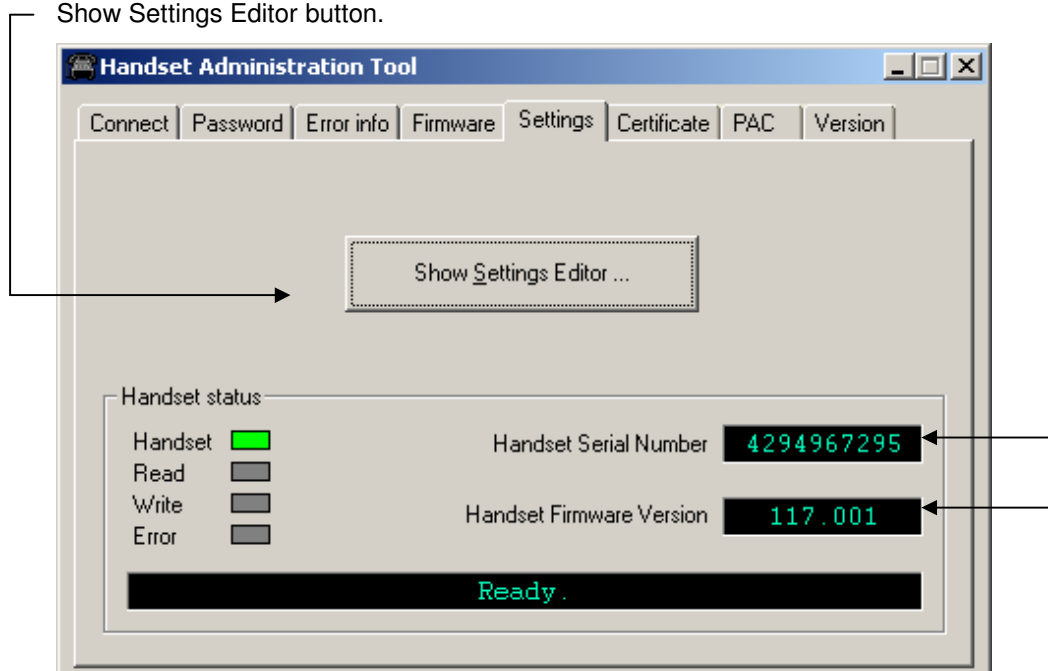 Show Settings Editor button.
Handset Administration Tool
Connect Password Error info Firmware Settings Certificate PAC Version
Show Settings Editor ...
Handset status
Handset
Handset Serial Number 4294967295
Read
Write
Handset Firmware Version 117.001
Error
Ready.